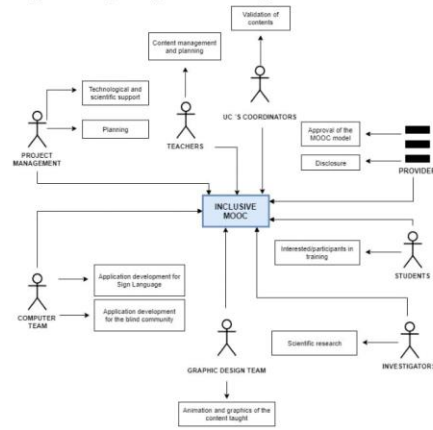 Validation of
contents
Content management
and planning
Technological and
scientific support
Planning
PROJECT
MANAGEMENT
TEACHERS
UC ´S COORDINATORS
Approval of the
MOOC model
Disclosure
PROVIDER
INCLUSIVE
MOOC
Interested/participants in
training
STUDENTS
Application development for
Sign Language
Application development for
the blind community
COMPUTER
TEAM
GRAPHIC DESIGN TEAM
Scientific research
INVESTIGATORS
Animation and graphics of the
content taught